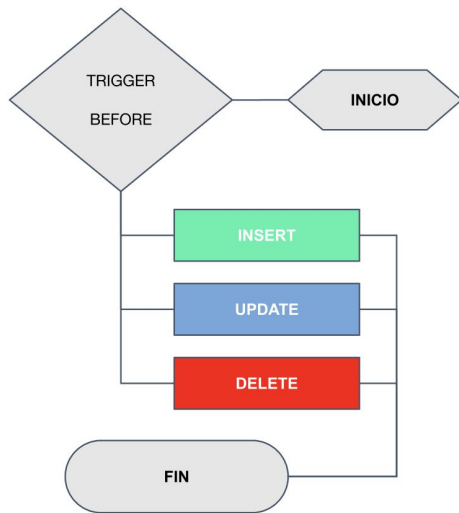 TRIGGER
BEFORE
INICIO
INSERT
UPDATE
DELETE
FIN